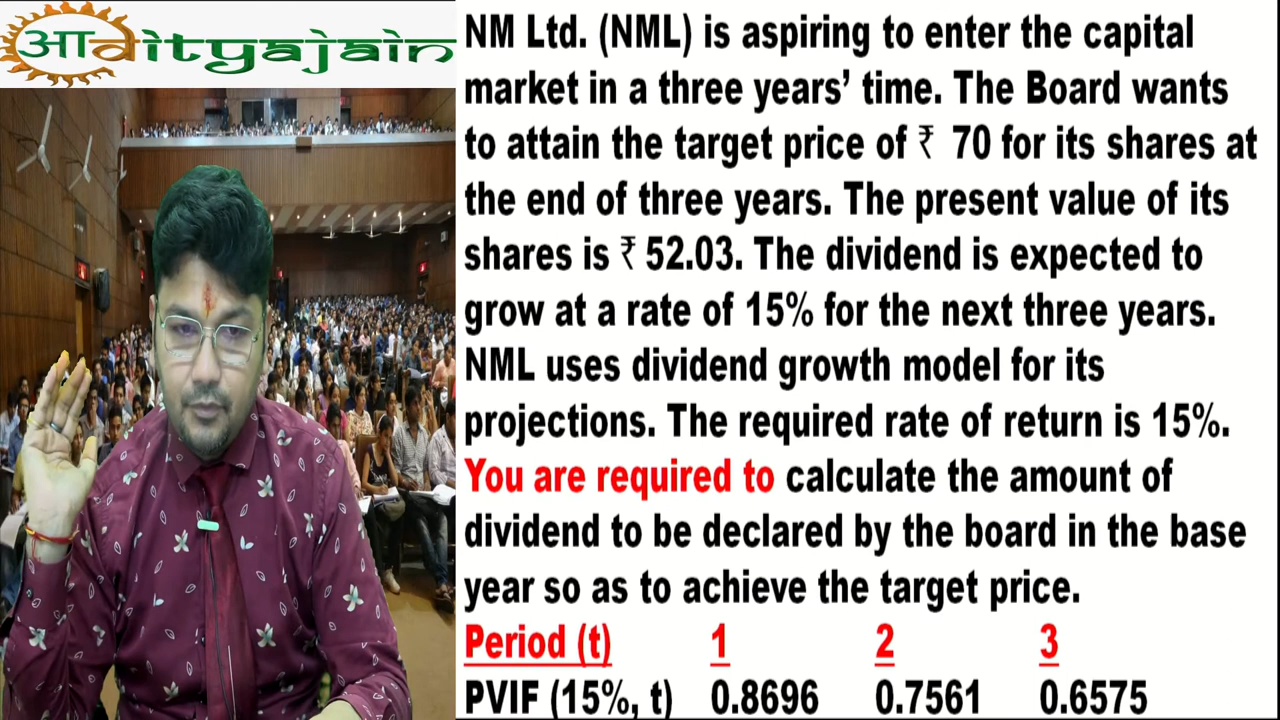 आdityajain
NM Ltd. (NML) is aspiring to enter the capital
market in a three years’ time. The Board wants
to attain the target price of ₹ 70 for its shares at
the end of three years. The present value of its
shares is ₹ 52.03. The dividend is expected to
grow at a rate of 15% for the next three years.
NML uses dividend growth model for its
projections. The required rate of return is 15%.
You are required to calculate the amount of
dividend to be declared by the board in the base
year so as to achieve the target price.
Period (t) 1 2 3
PVIF (15%, t) 0.8696 0.7561 0.6575